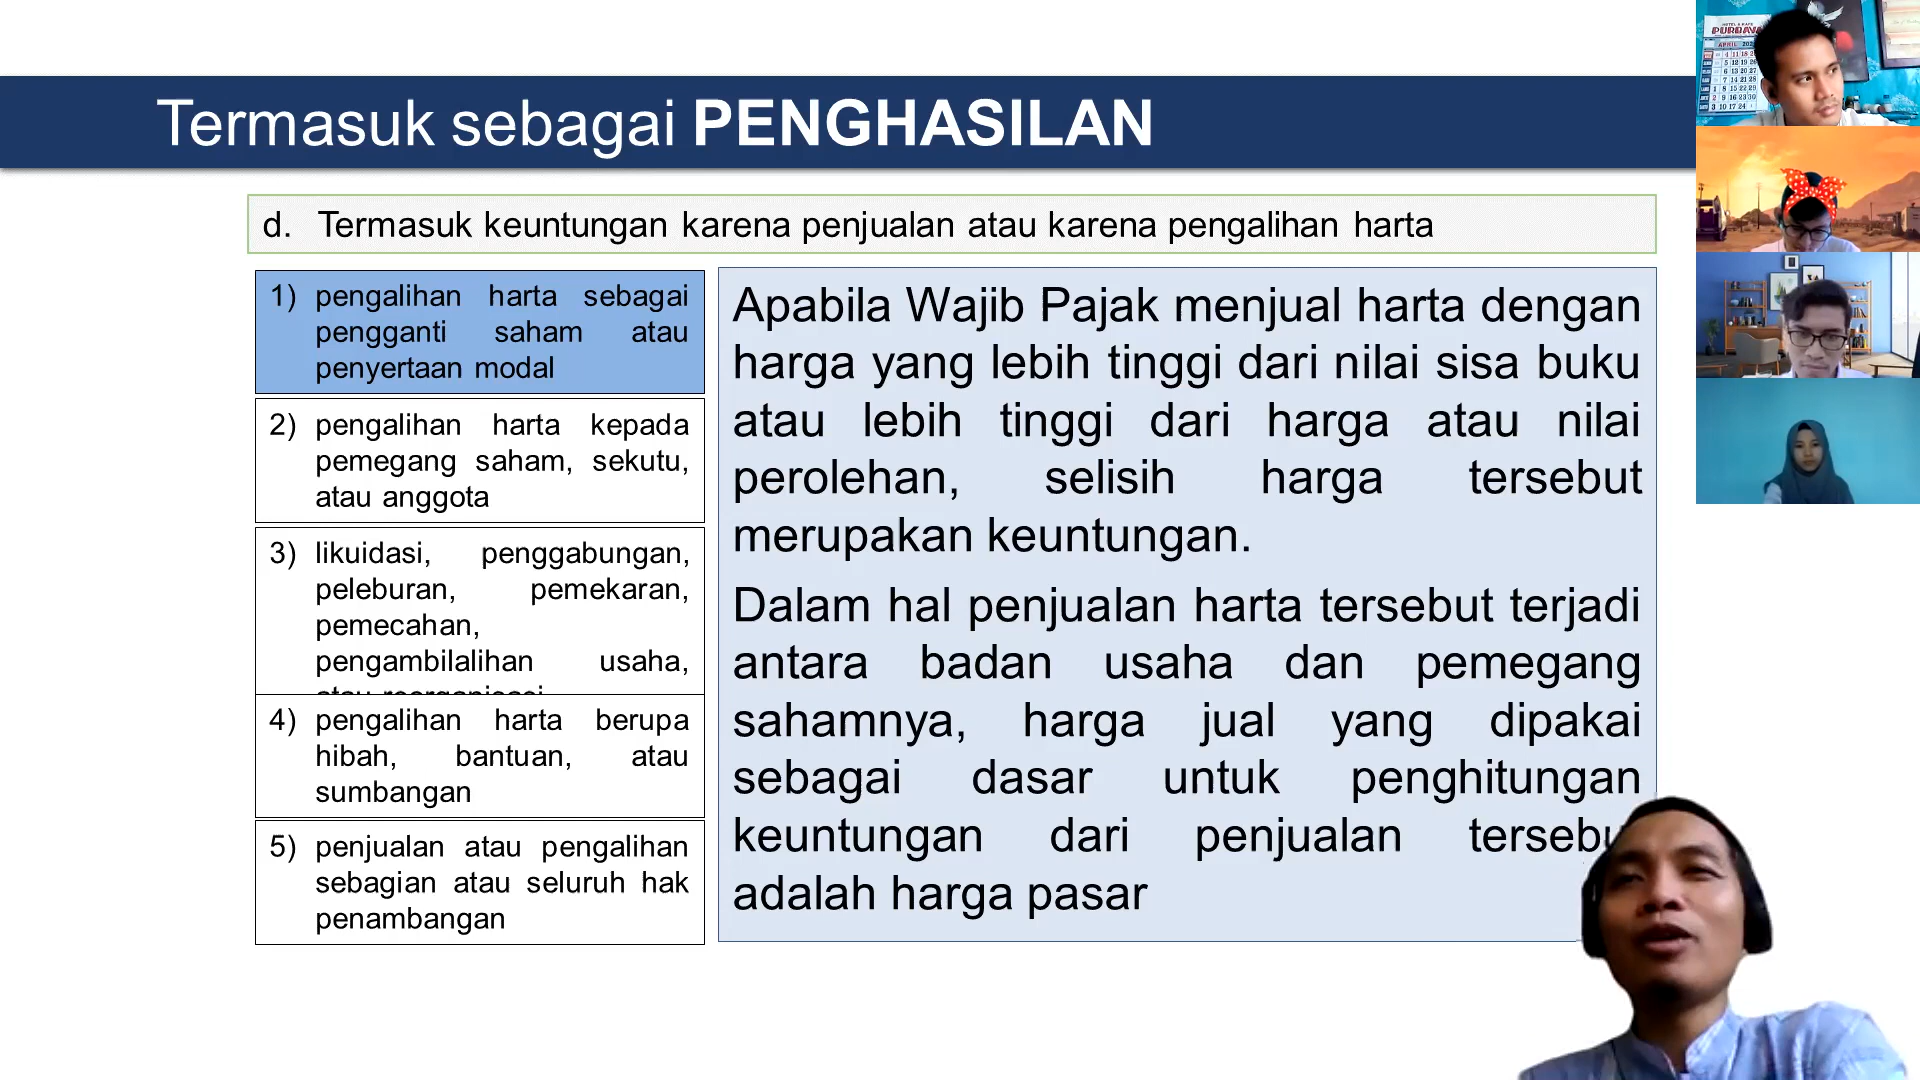 Termasuk sebagai PENGHASILAN
d. Termasuk keuntungan karena penjualan atau karena pengalihan harta
1) pengalihan harta sebagai
pengganti saham atau
penyertaan modal
2) pengalihan harta kepada
pemegang saham, sekutu,
atau anggota
3) likuidasi, penggabungan,
peleburan, pemekaran,
pemecahan,
pengambilalihan usaha,
atau reorganisasi
4) pengalihan harta berupa
hibah, bantuan, atau
sumbangan
5) penjualan atau pengalihan
sebagian atau seluruh hak
penambangan
Apabila Wajib Pajak menjual harta dengan
harga yang lebih tinggi dari nilai sisa buku
atau lebih tinggi dari harga atau nilai
perolehan, selisih harga tersebut
merupakan keuntungan.
Dalam hal penjualan harta tersebut terjadi
antara badan usaha dan pemegang
sahamnya, harga jual yang dipakai
sebagai dasar untuk penghitungan
keuntungan dari penjualan tersebut
adalah harga pasar
PURBAYA
APRIL